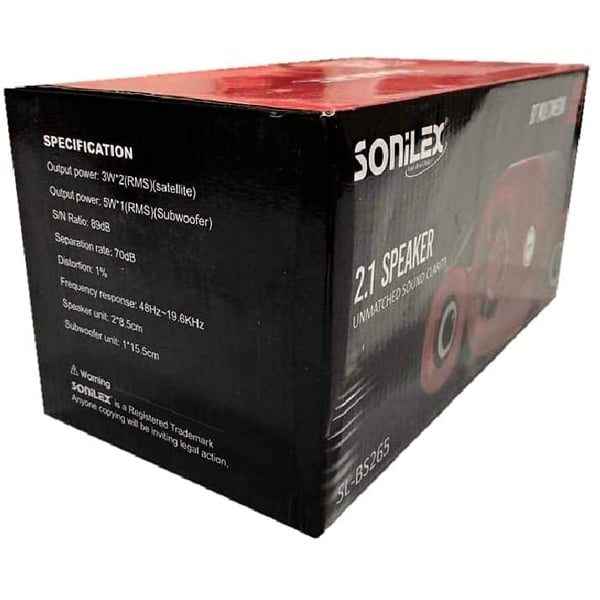 SPECIFICATION
Output power: 3W*2(RMS)(satellite)
Output power: 5W*1(RMS)(Subwoofer)
S/N Ratio: 89dB
Separation rate: 70dB
Distortion: 1%
Frequency response: 48Hz~19.6KHz
Speaker unit: 2*8.5cm
Subwoofer unit: 1*15.5cm
⚠ Warning
SONiLEX is a Registered Trademark
Anyone copying will be inviting legal action.
SONiLEX
2.1 SPEAKER
UNMATCHED SOUND CLARITY
SL-BS265
BT MULTIMEDIA